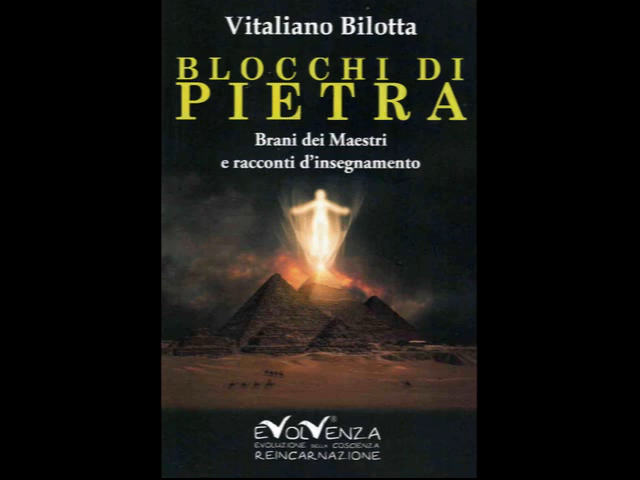 Vitaliano Bilotta
BLOCCHI DI
PIETRA
Brani dei Maestri
e racconti d'insegnamento
EVOLVENZA®
EVOLUZIONE DELLA COSCIENZA
REINCARNAZIONE